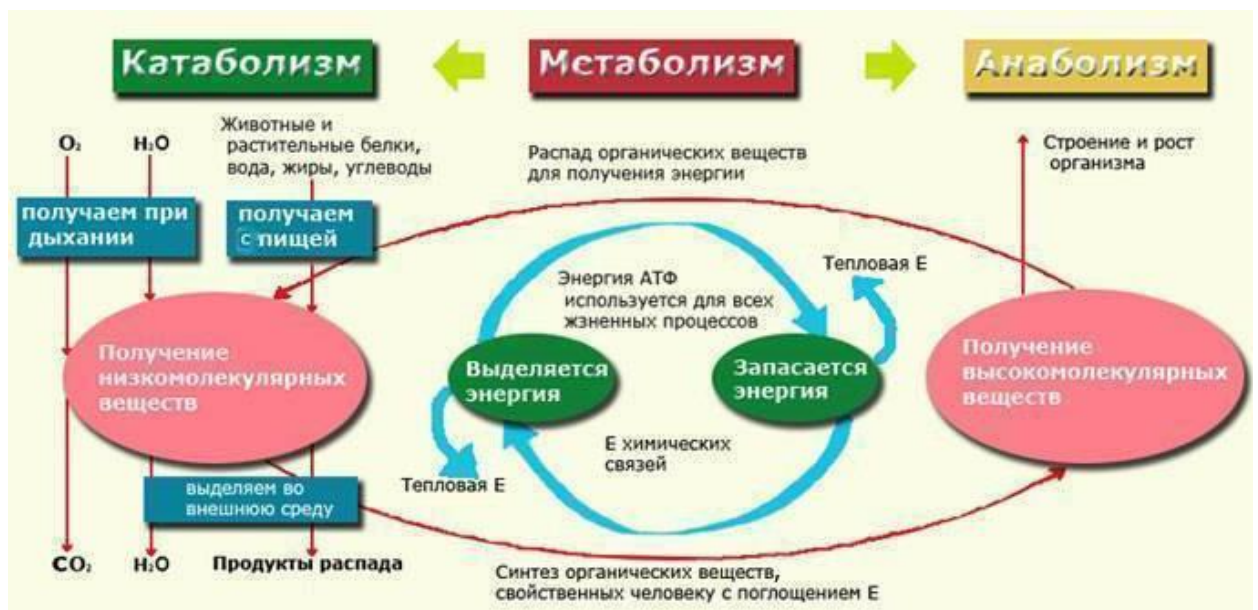 Катаболизм
Метаболизм
Анаболизм
O₂
H₂O
Животные и
растительные белки,
вода, жиры, углеводы
Распад органических веществ
для получения энергии
Строение и рост
организма
получаем при
дыхании
получаем
с пищей
Энергия АТФ
используется для всех
жзненных процессов
Тепловая Е
Получение
низкомолекулярных
веществ
Выделяется
энергия
Запасается
энергия
Получение
высокомолекулярных
веществ
Е химических
связей
Тепловая Е
выделяем во
внешнюю среду
CO₂
H₂O
Продукты распада
Синтез органических веществ,
свойственных человеку с поглощением Е